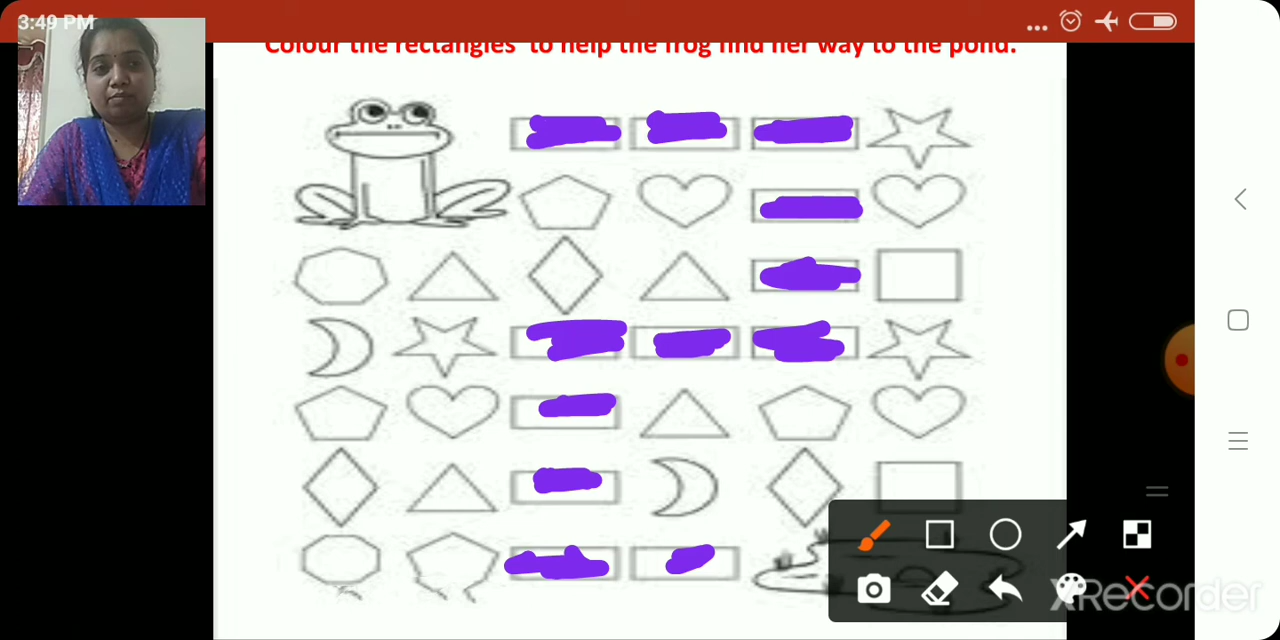 3:49 PM
Colour the rectangles to help the frog find her way to the pond.
XRecorder